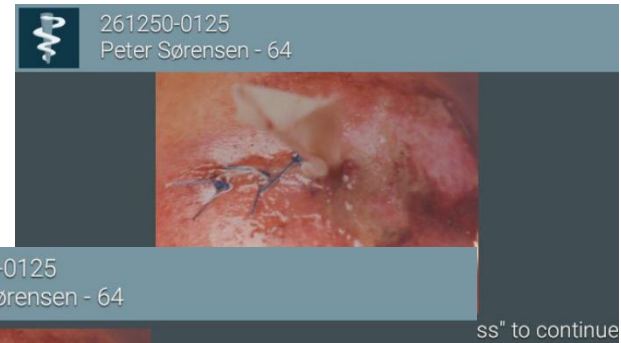 261250-0125
Peter Sørensen - 64
-0125
ørensen - 64
ss" to continue